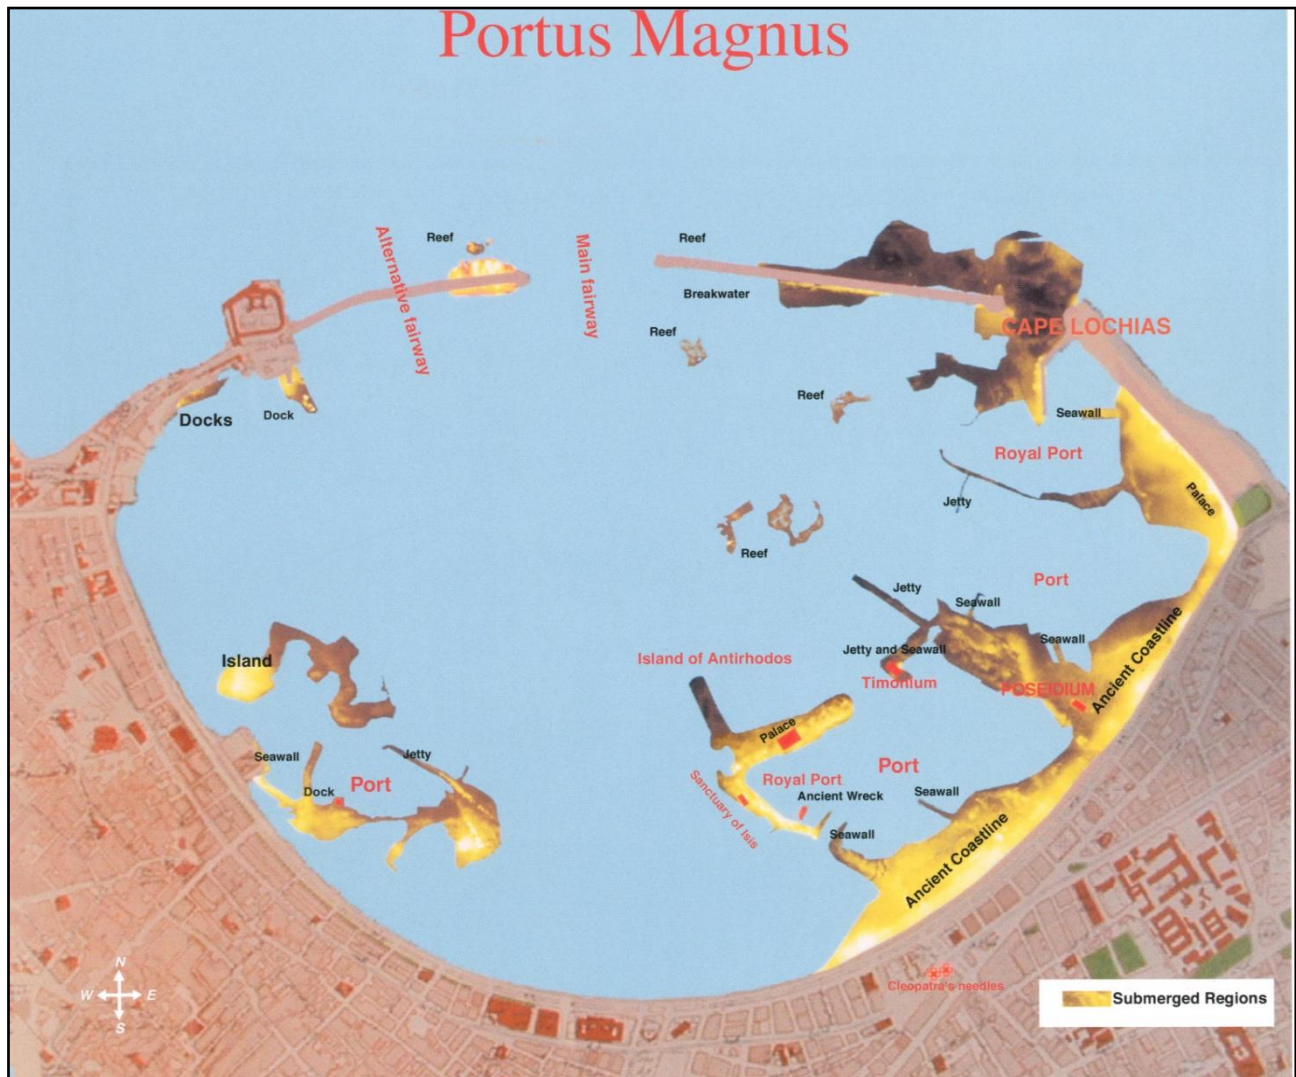 Portus Magnus
Reef
Alternative fairway
Main fairway
Reef
Breakwater
CAPE LOCHIAS
Reef
Reef
Docks
Dock
Seawall
Royal Port
Jetty
Palace
Reef
Port
Jetty
Seawall
Seawall
Jetty and Seawall
Island
Island of Antirhodos
Timonium
POSEIDIUM
Ancient Coastline
Palace
Seawall
Jetty
Port
Dock
Royal Port
Port
Sanctuary of Isis
Ancient Wreck
Seawall
Seawall
Ancient Coastline
N
W E
S
Cleopatra's needles
Submerged Regions